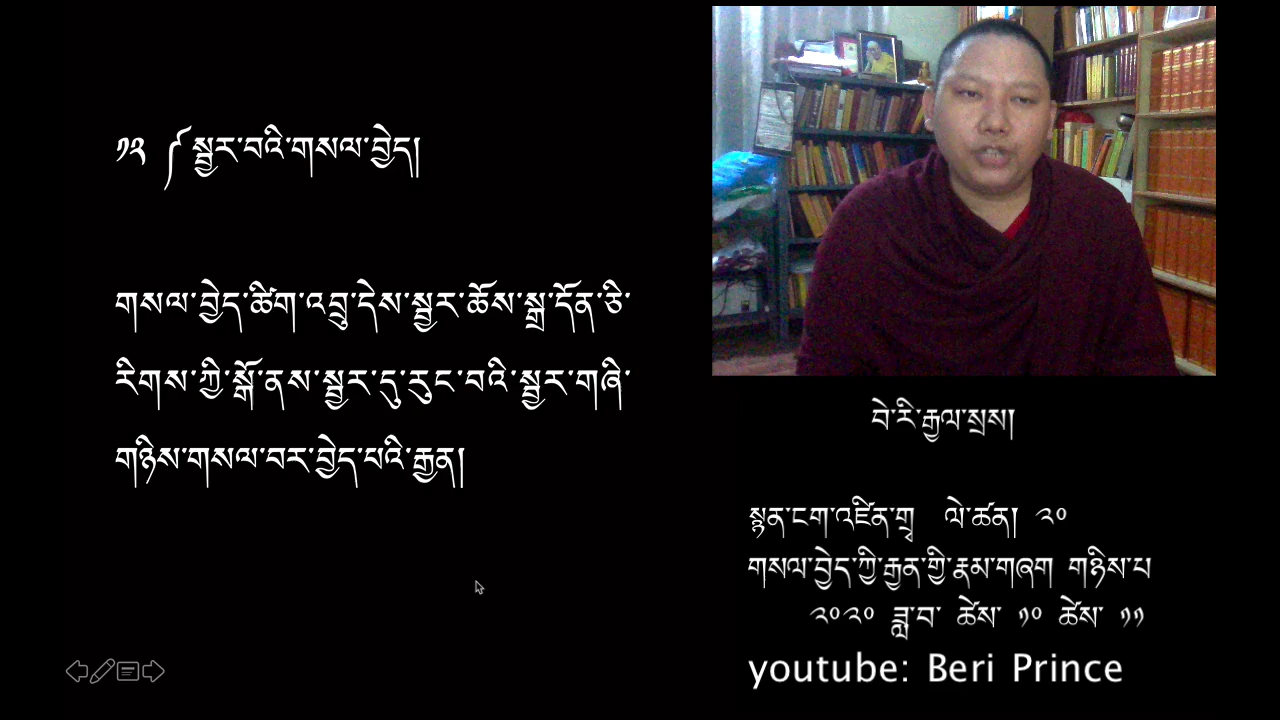 ༡༢ ༼ སྦྱར་བའི་གསལ་བྱེད།
གསལ་བྱེད་ཚིག་འབྲུ་དེས་སྦྱར་ཆོས་སྒྲ་དོན་ཅི་
རིགས་ཀྱི་སྒོ་ནས་སྦྱར་དུ་རུང་བའི་སྦྱར་གཞི་
གཉིས་གསལ་བར་བྱེད་པའི་རྒྱན།
བེ་རི་རྒྱལ་སྲས།
སྙན་ངག་འཛིན་གྲྭ ལེ་ཚན། ༢༠
གསལ་བྱེད་ཀྱི་རྒྱན་གྱི་རྣམ་གཞག གཉིས་པ
༢༠༢༠ ཟླ་བ་ ཚེས་ ༡༠ ཚེས་ ༡༡
youtube: Beri Prince